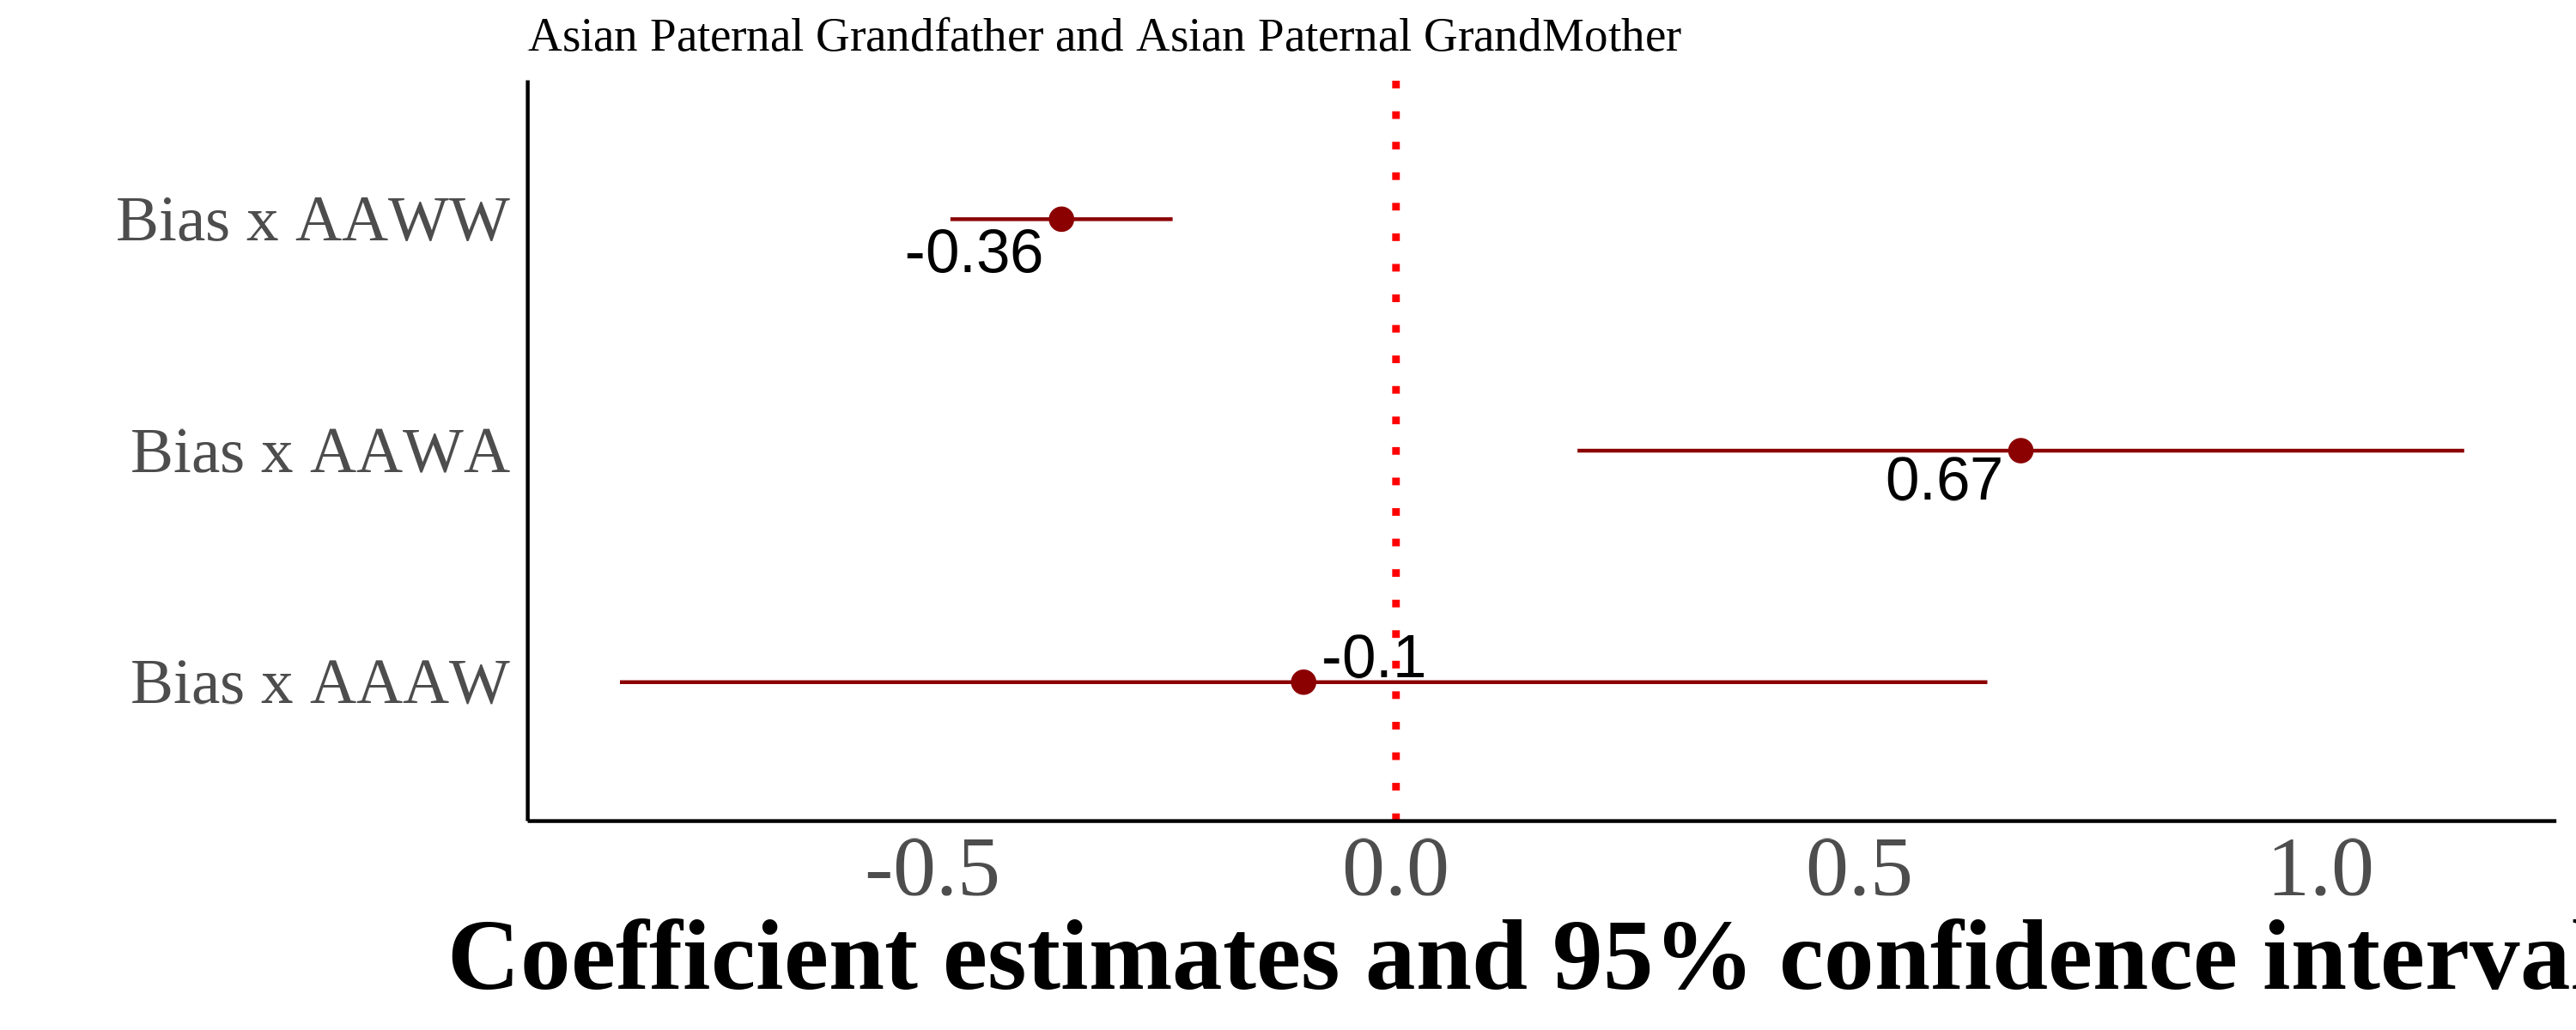 Asian Paternal Grandfather and Asian Paternal GrandMother
Bias x AAWW
-0.36
Bias x AAWA
0.67
Bias x AAAW
-0.1
-0.5 0.0 0.5 1.0
Coefficient estimates and 95% confidence interva